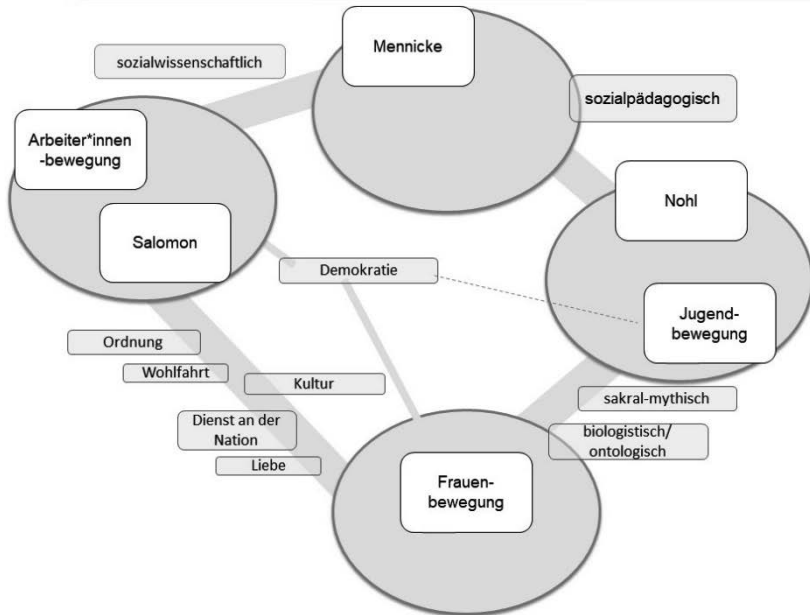 Mennicke
sozialwissenschaftlich
sozialpädagogisch
Arbeiter*innen
-bewegung
Nohl
Salomon
Demokratie
Jugend-
bewegung
Ordnung
Wohlfahrt
Kultur
sakral-mythisch
Dienst an der
Nation
biologistisch/
ontologisch
Liebe
Frauen-
bewegung